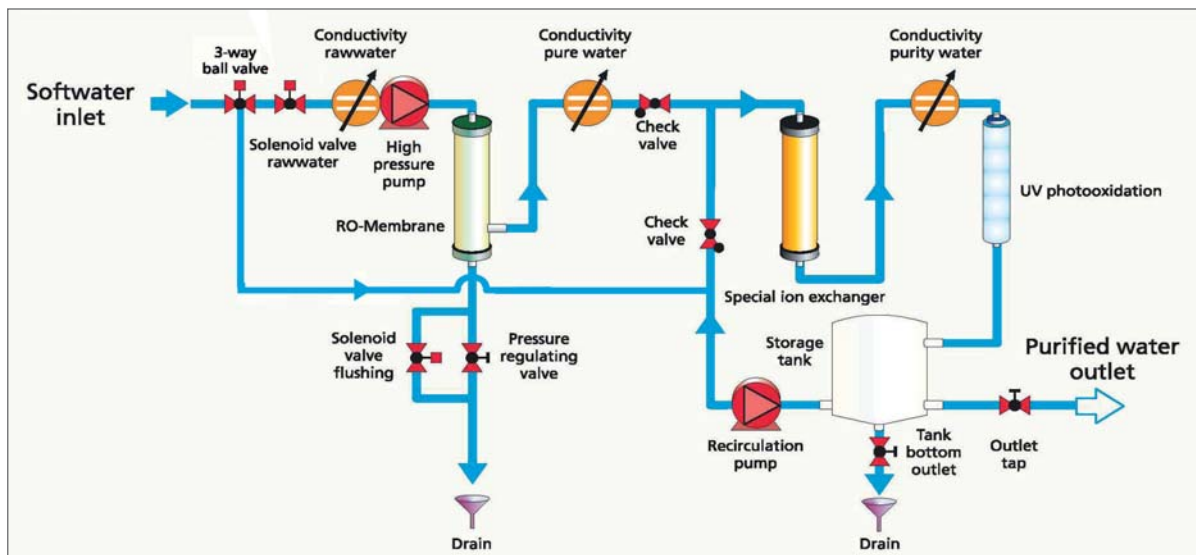 Softwater
inlet
3-way
ball valve
Solenoid valve
rawwater
Conductivity
rawwater
High
pressure
pump
RO-Membrane
Conductivity
pure water
Check
valve
Check
valve
Special ion exchanger
Conductivity
purity water
UV photooxidation
Solenoid
valve
flushing
Pressure
regulating
valve
Drain
Recirculation
pump
Storage
tank
Tank
bottom
outlet
Drain
Outlet
tap
Purified water
outlet